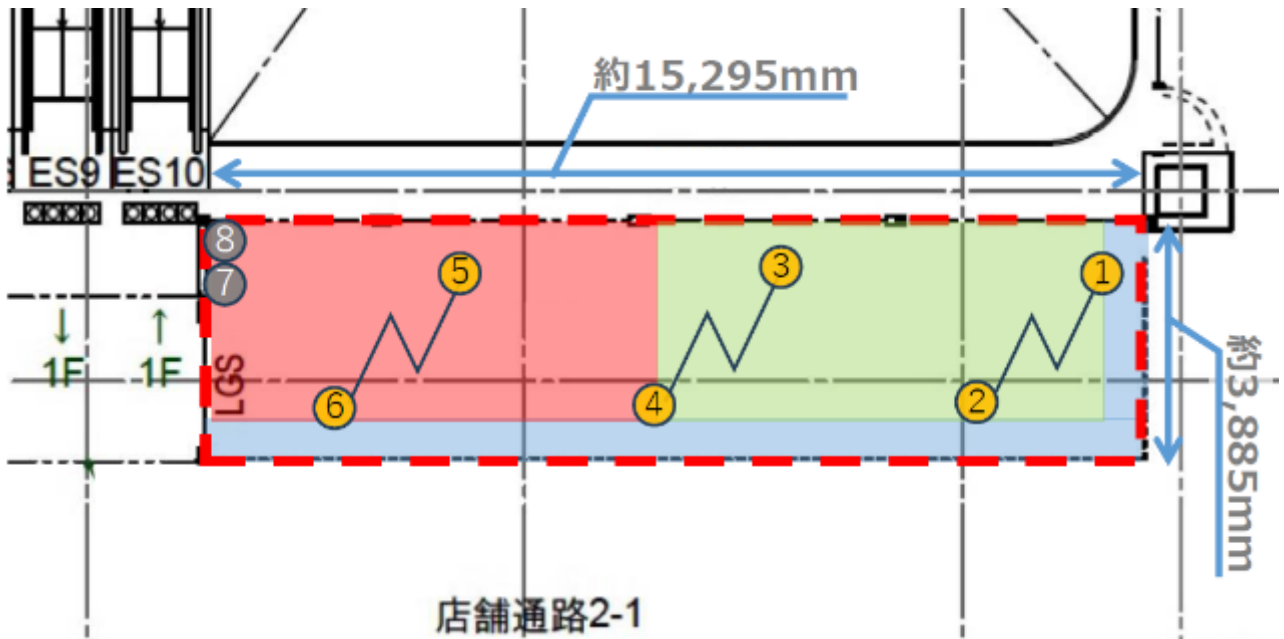 約15,295mm
ES9 ES10
⑧
⑦
⑤
③
①
↓ ↑
1F 1F
LGS
⑥
④
②
約3,885mm
店舗通路2-1